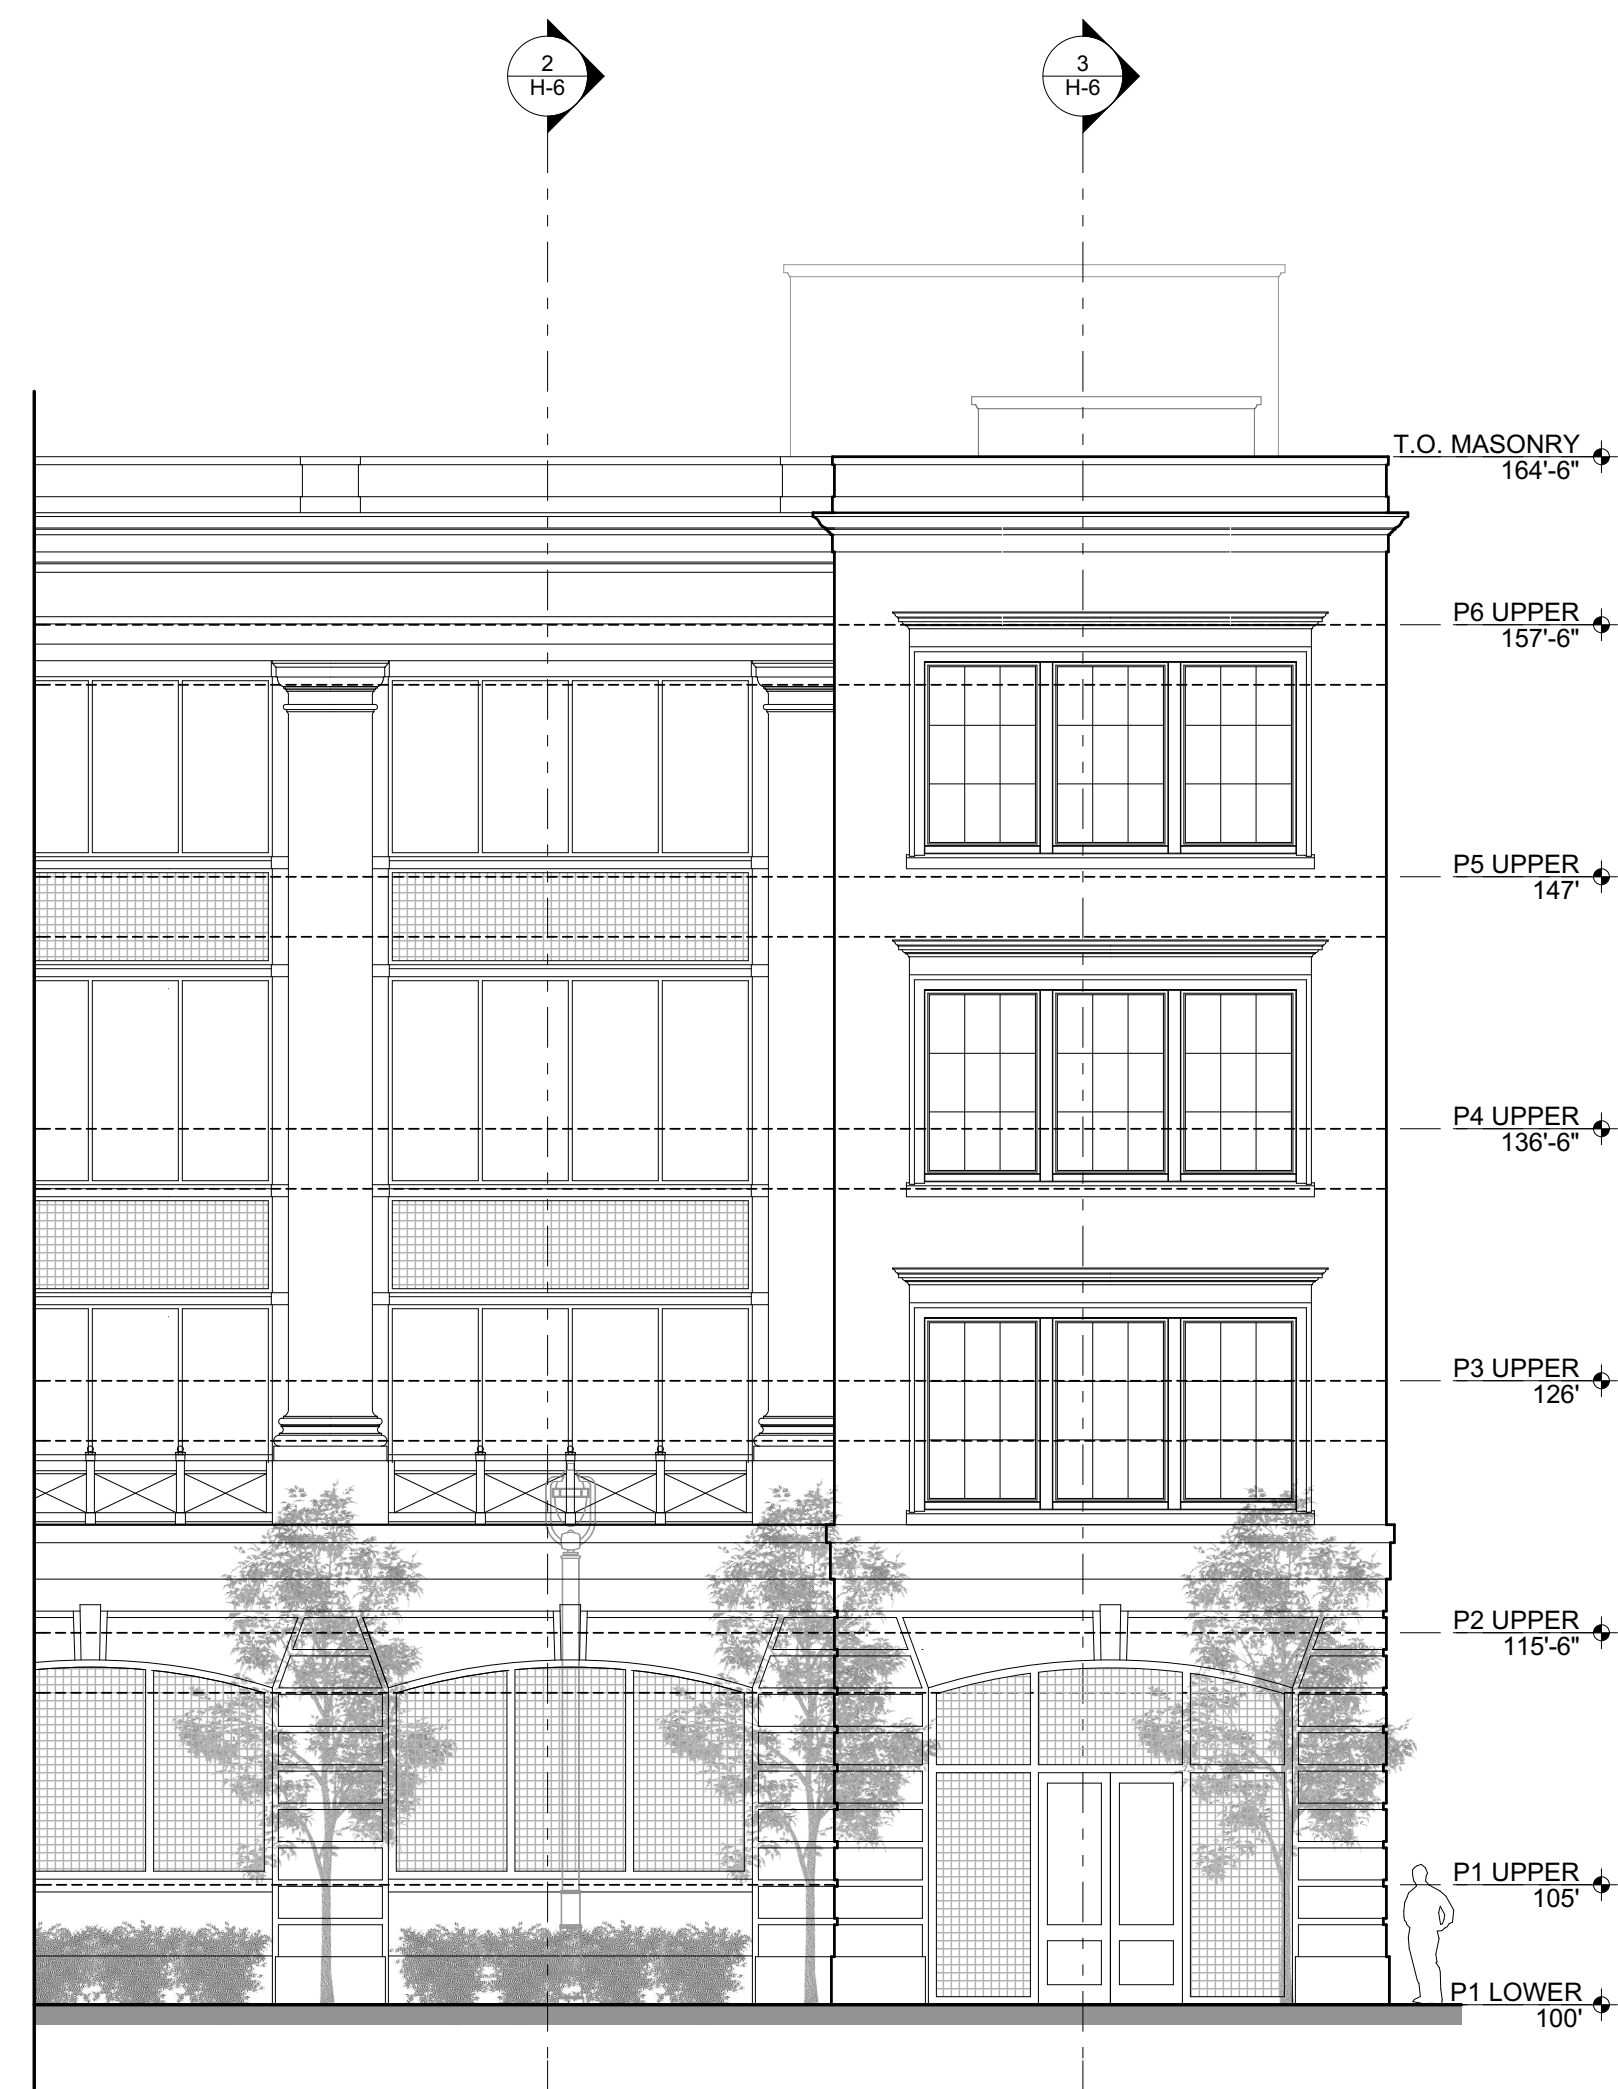 2
H-6
3
H-6
T.O. MASONRY
164'-6"
P6 UPPER
157'-6"
P5 UPPER
147'
P4 UPPER
136'-6"
P3 UPPER
126'
P2 UPPER
115'-6"
P1 UPPER
105'
P1 LOWER
100'